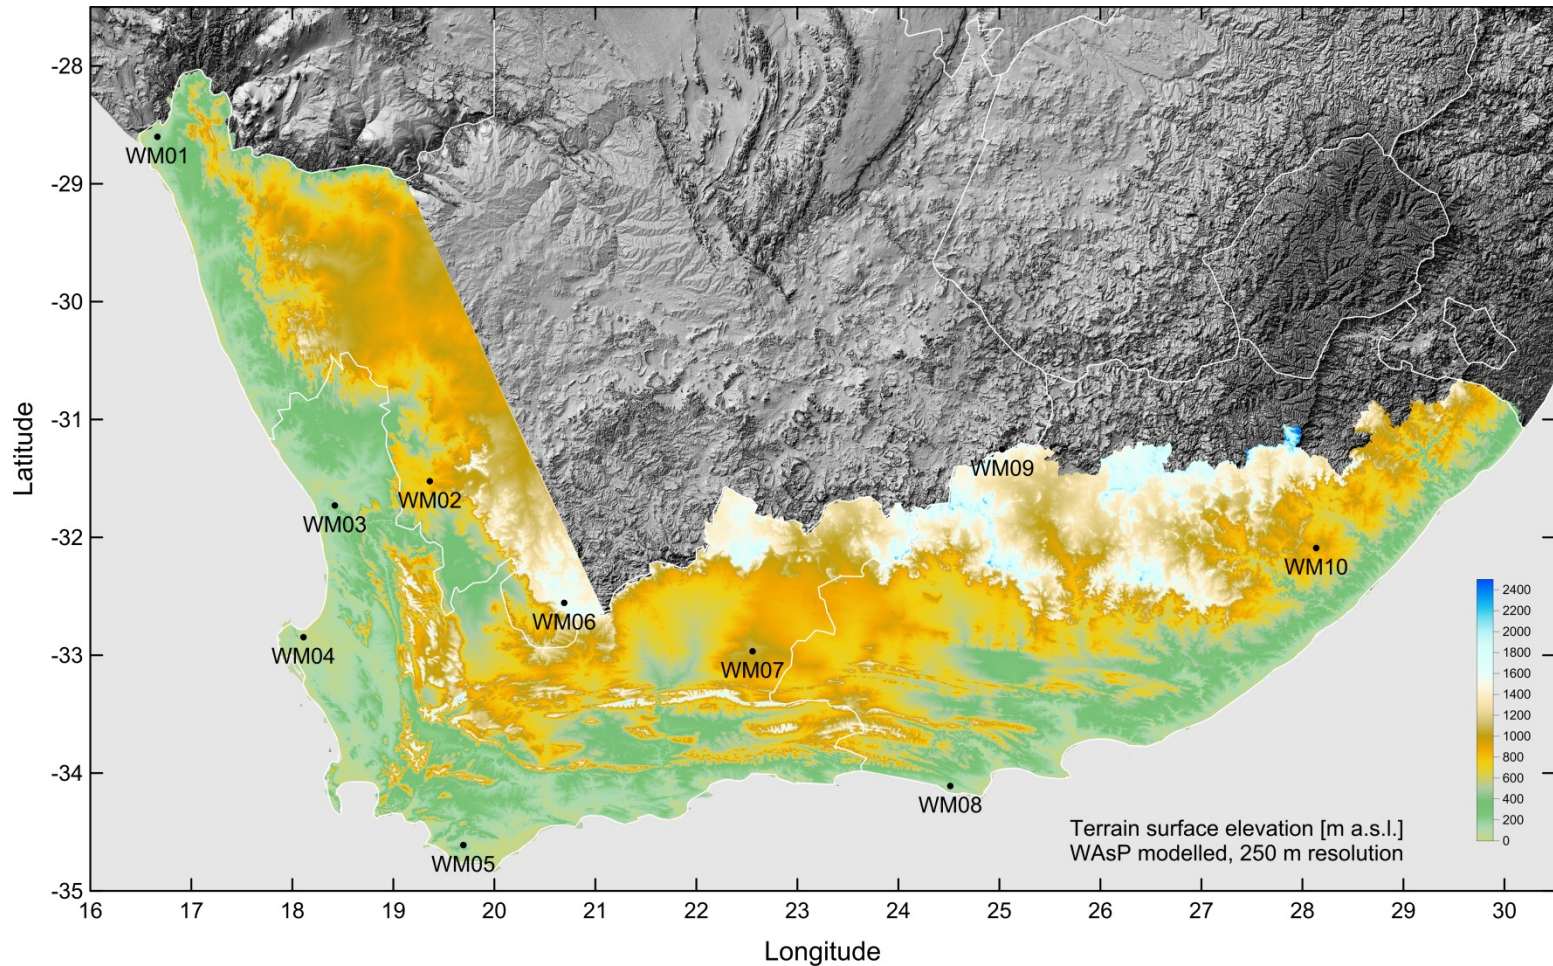 -28
-29
-30
-31
-32
-33
-34
-35
Latitude
WM01
WM02
WM03
WM04
WM05
WM06
WM07
WM08
WM09
WM10
2400
2200
2000
1800
1600
1400
1200
1000
800
600
400
200
0
Terrain surface elevation [m a.s.l.]
WAsP modelled, 250 m resolution
16 17 18 19 20 21 22 23 24 25 26 27 28 29 30
Longitude